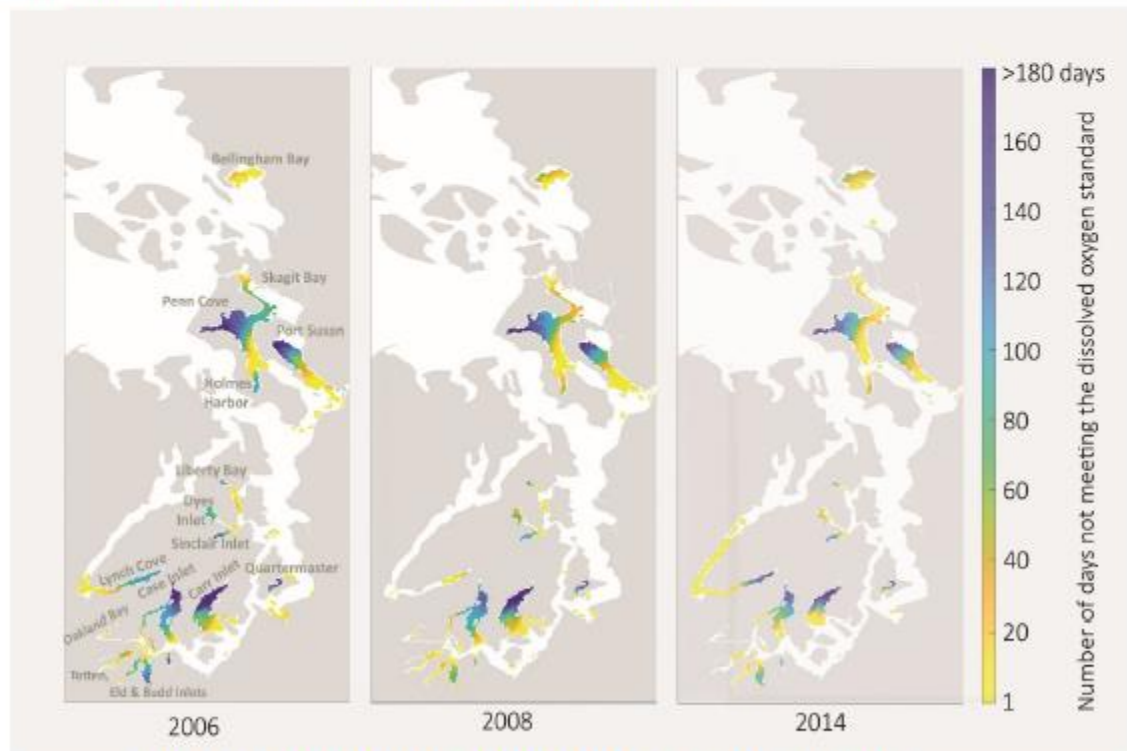 Bellingham Bay
Skagit Bay
Penn Cove
Port Susan
Holmes
Harbor
Liberty Bay
Dyes
Inlet
Sinclair Inlet
Lynch Cove
Case Inlet
Carr Inlet
Quartermaster
Oakland Bay
Totten,
Eld & Budd Inlets
2006
2008
2014
>180 days
160
140
120
100
80
60
40
20
1
Number of days not meeting the dissolved oxygen standard